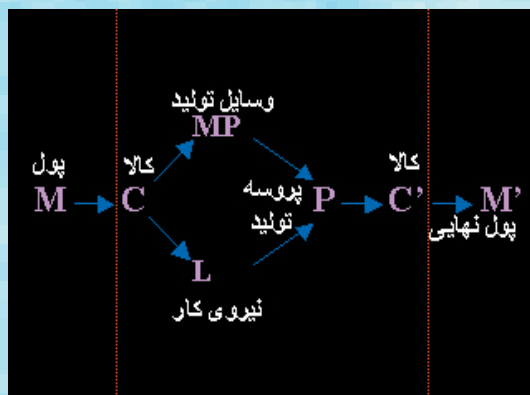 وسایل تولید
MP
پول
کالا
کالا
M C پروسه P C' M'
تولید
پول نهایی
L
نیروی کار